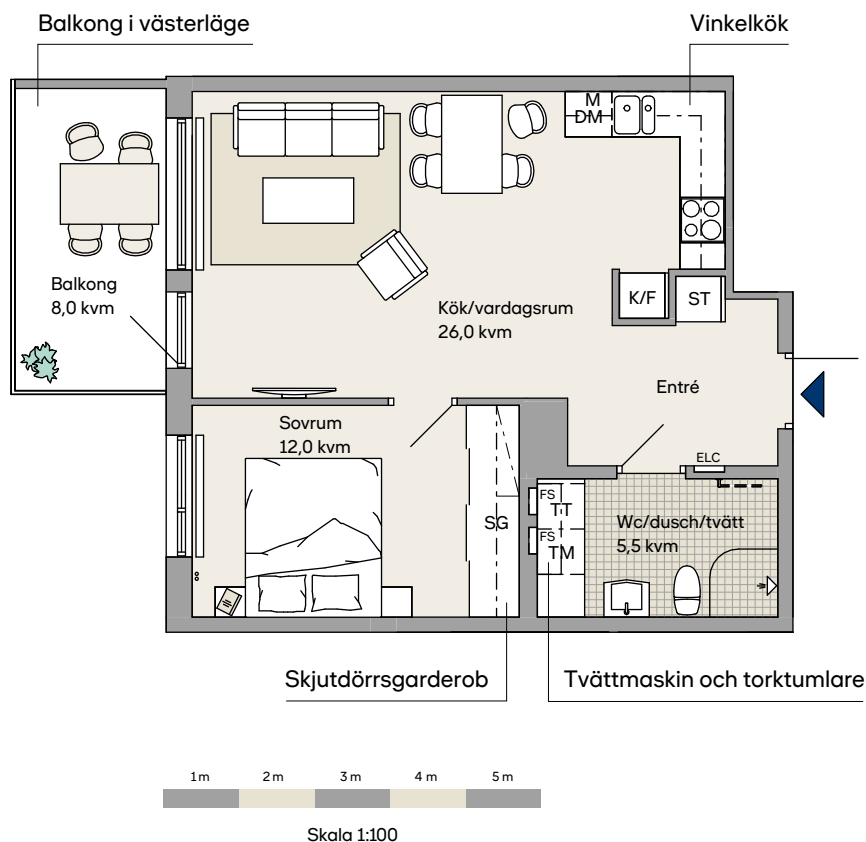 Balkong i västerläge
Vinkelkök
M
DM
Balkong
8,0 kvm
K/F
ST
Kök/vardagsrum
26,0 kvm
Entré
Sovrum
12,0 kvm
ELC
SG
FS
TT
FS
TM
Wc/dusch/tvätt
5,5 kvm
Skjutdörrsgarderob
Tvättmaskin och torktumlare
1 m 2 m 3 m 4 m 5 m
Skala 1:100